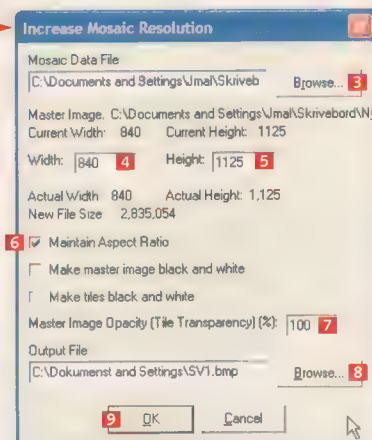 Increase Mosaic Resolution
Mosaic Data File
C:\Documents and Settings\Jmal\Skriveb Browse... 3
Master Image. C:\Documents and Settings\Jmal\Skrivebord\N
Current Width: 840 Current Height: 1125
Width: 840 4 Height: 1125 5
Actual Width 840 Actual Height: 1,125
New File Size 2,835,054
6 Maintain Aspect Ratio
Make master image black and white
Make tiles black and white
Master Image Opacity (Tile Transparency) (%): 100 7
Output File
C:\Dokumenst and Settings\SV1.bmp Browse... 8
9 OK Cancel